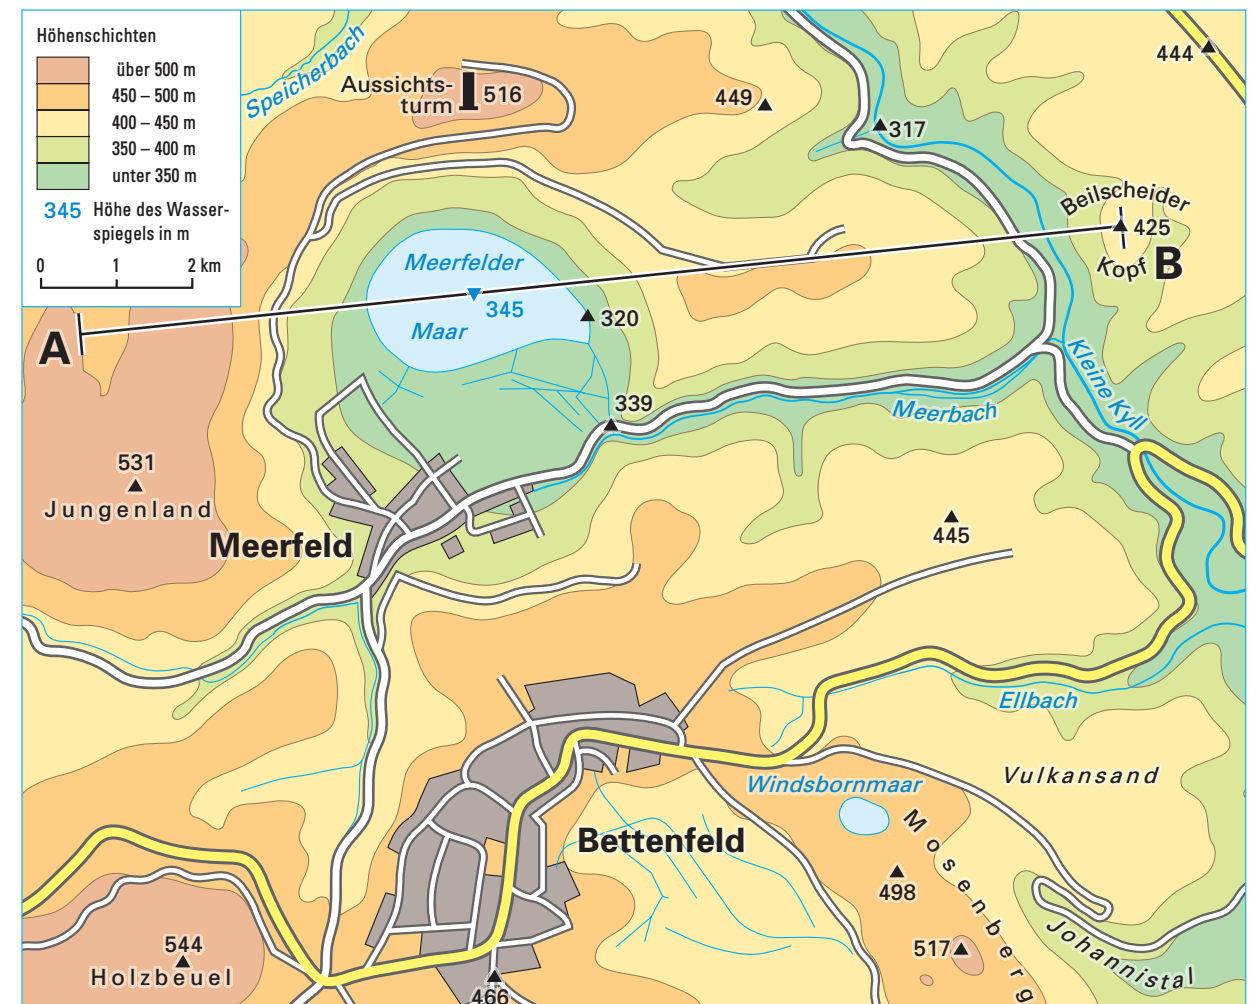 Höhenschichten
über 500 m
450 – 500 m
400 – 450 m
350 – 400 m
unter 350 m
345 Höhe des Wasser-
spiegels in m
0 1 2 km
Speicherbach
Aussichts-
turm 516
449
444
317
Beilscheider
425
Kopf B
Meerfelder
345
Maar
320
A
339
Kleine Kyll
Meerbach
531
Jungenland
Meerfeld
445
Ellbach
Windsbornmaar
Vulkansand
Bettenfeld
Mosenberg
498
517
Johannistal
544
Holzbeuel
466